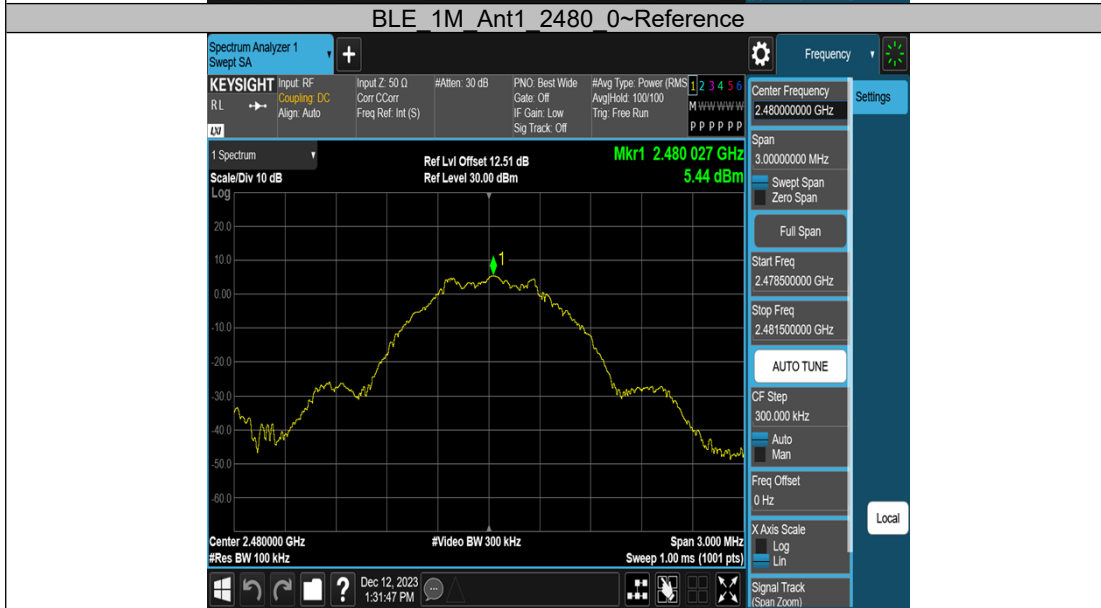 BLE_1M_Ant1_2480_0~Reference
Spectrum Analyzer 1
Swept SA
+
Frequency
KEYSIGHT
RL
LXI
Input: RF
Coupling: DC
Align: Auto
Input Z: 50 Ω
Corr CCorr
Freq Ref: Int (S)
#Atten: 30 dB
PNO: Best Wide
Gate: Off
IF Gain: Low
Sig Track: Off
#Avg Type: Power (RMS
Avg|Hold: 100/100
Trig: Free Run
1 2 3 4 5 6
M W W W W W
P P P P P P
1 Spectrum
Scale/Div 10 dB
Log
Ref Lvl Offset 12.51 dB
Ref Level 30.00 dBm
Mkr1 2.480 027 GHz
5.44 dBm
20.0
10.0
0.00
-10.0
-20.0
-30.0
-40.0
-50.0
-60.0
1
Center 2.480000 GHz
#Res BW 100 kHz
#Video BW 300 kHz
Span 3.000 MHz
Sweep 1.00 ms (1001 pts)
Center Frequency
2.480000000 GHz
Settings
Span
3.00000000 MHz
Swept Span
Zero Span
Full Span
Start Freq
2.478500000 GHz
Stop Freq
2.481500000 GHz
AUTO TUNE
CF Step
300.000 kHz
Auto
Man
Freq Offset
0 Hz
Local
X Axis Scale
Log
Lin
Signal Track
(Span Zoom)
?
Dec 12, 2023
1:31:47 PM